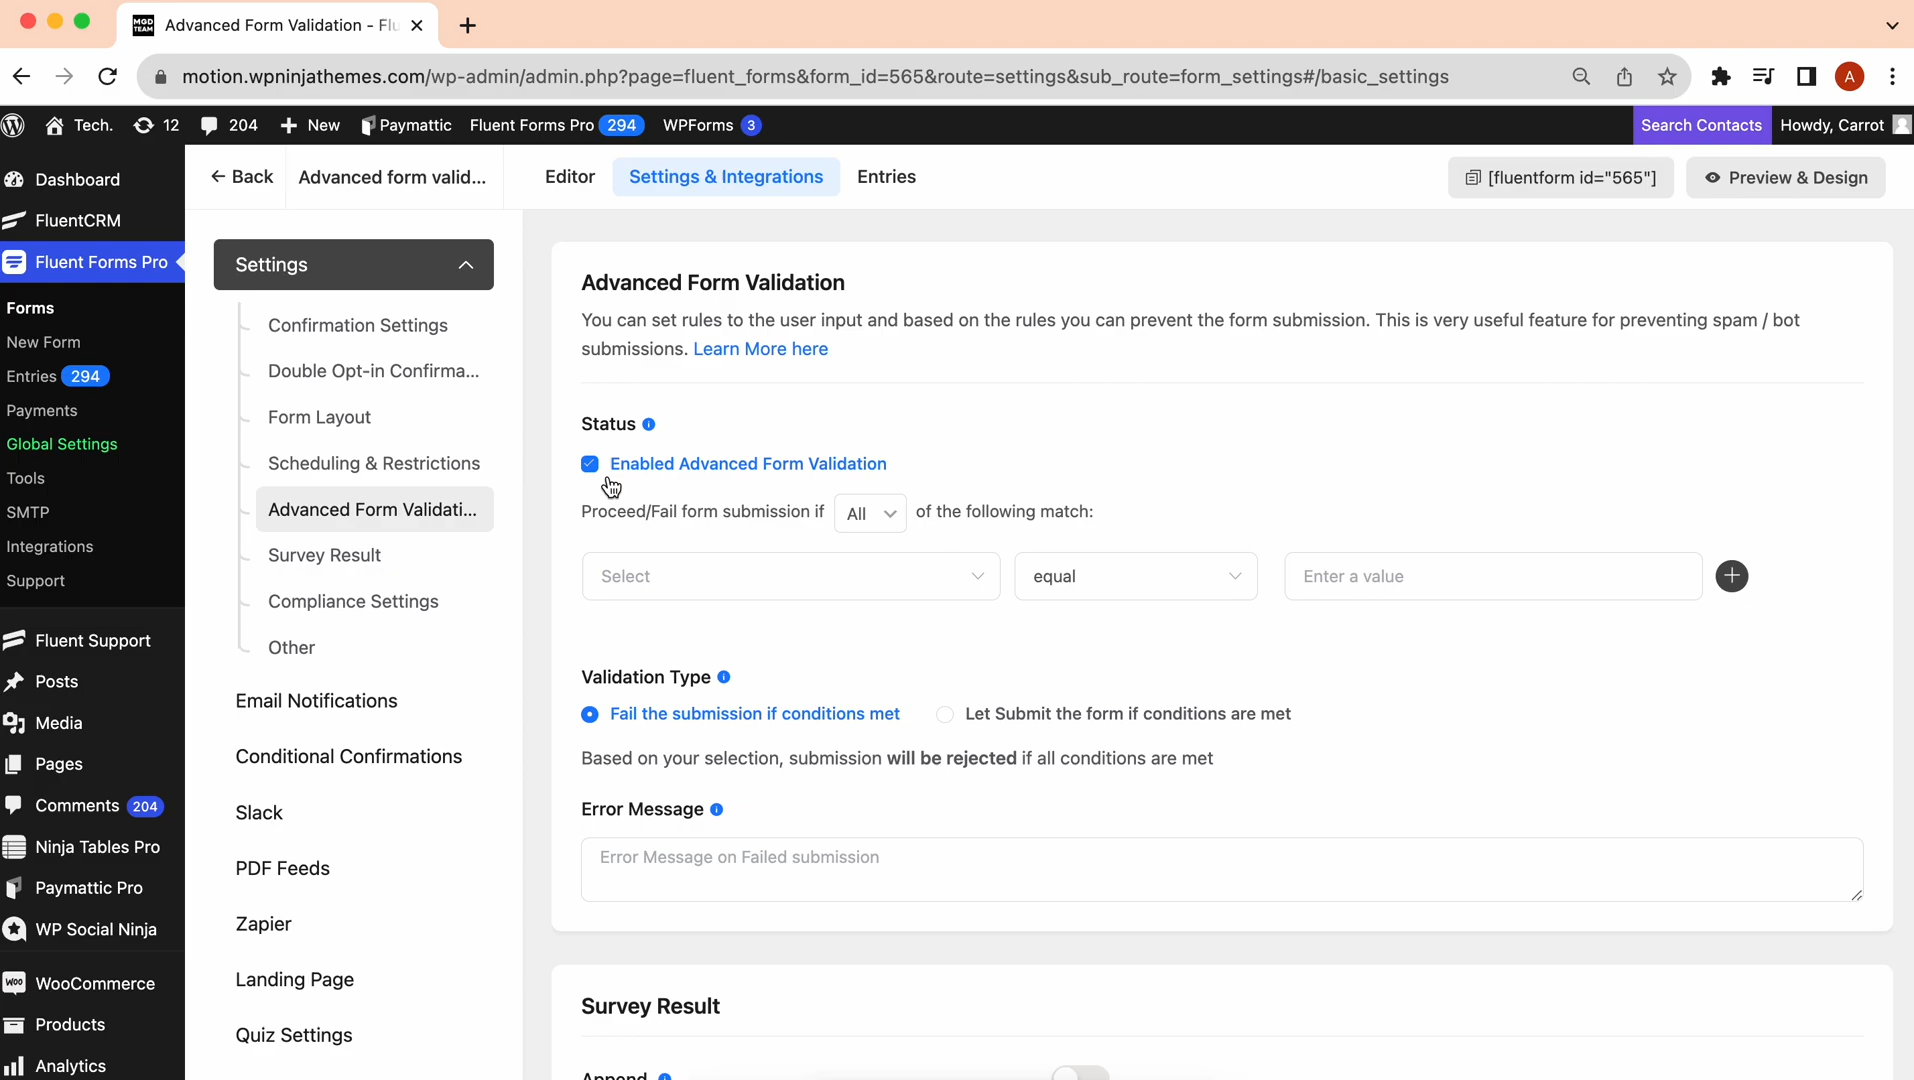 MGD TEAM
Advanced Form Validation - Flu
motion.wpninjathemes.com/wp-admin/admin.php?page=fluent_forms&form_id=565&route=settings&sub_route=form_settings#/basic_settings
A
Tech. 12 204 New Paymattic Fluent Forms Pro 294 WPForms 3 Search Contacts Howdy, Carrot
Dashboard
FluentCRM
Fluent Forms Pro
Forms
New Form
Entries 294
Payments
Global Settings
Tools
SMTP
Integrations
Support
Fluent Support
Posts
Media
Pages
Comments 204
Ninja Tables Pro
Paymattic Pro
WP Social Ninja
WOO WooCommerce
Products
Analytics
Back Advanced form valid... Editor Settings & Integrations Entries [fluentform id="565"] Preview & Design
Settings
Confirmation Settings
Double Opt-in Confirma...
Form Layout
Scheduling & Restrictions
Advanced Form Validati...
Survey Result
Compliance Settings
Other
Email Notifications
Conditional Confirmations
Slack
PDF Feeds
Zapier
Landing Page
Quiz Settings
Advanced Form Validation
You can set rules to the user input and based on the rules you can prevent the form submission. This is very useful feature for preventing spam / bot
submissions. Learn More here
Status
Enabled Advanced Form Validation
Proceed/Fail form submission if All of the following match:
Select equal Enter a value
Validation Type
Fail the submission if conditions met Let Submit the form if conditions are met
Based on your selection, submission will be rejected if all conditions are met
Error Message
Error Message on Failed submission
Survey Result
Append